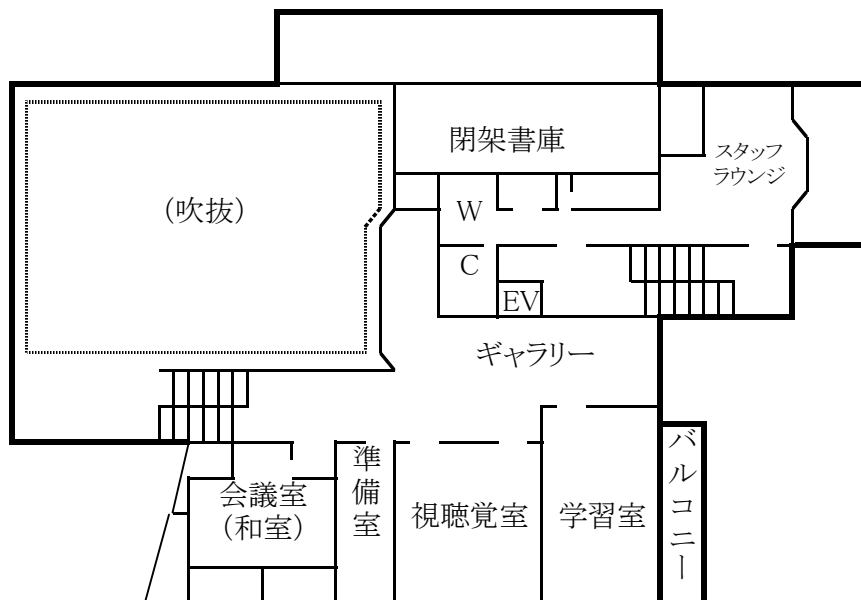 閉架書庫
スタッフ
ラウンジ
(吹抜)
W
C
EV
ギャラリー
バルコニー
準備室
会議室
(和室)
視聴覚室
学習室